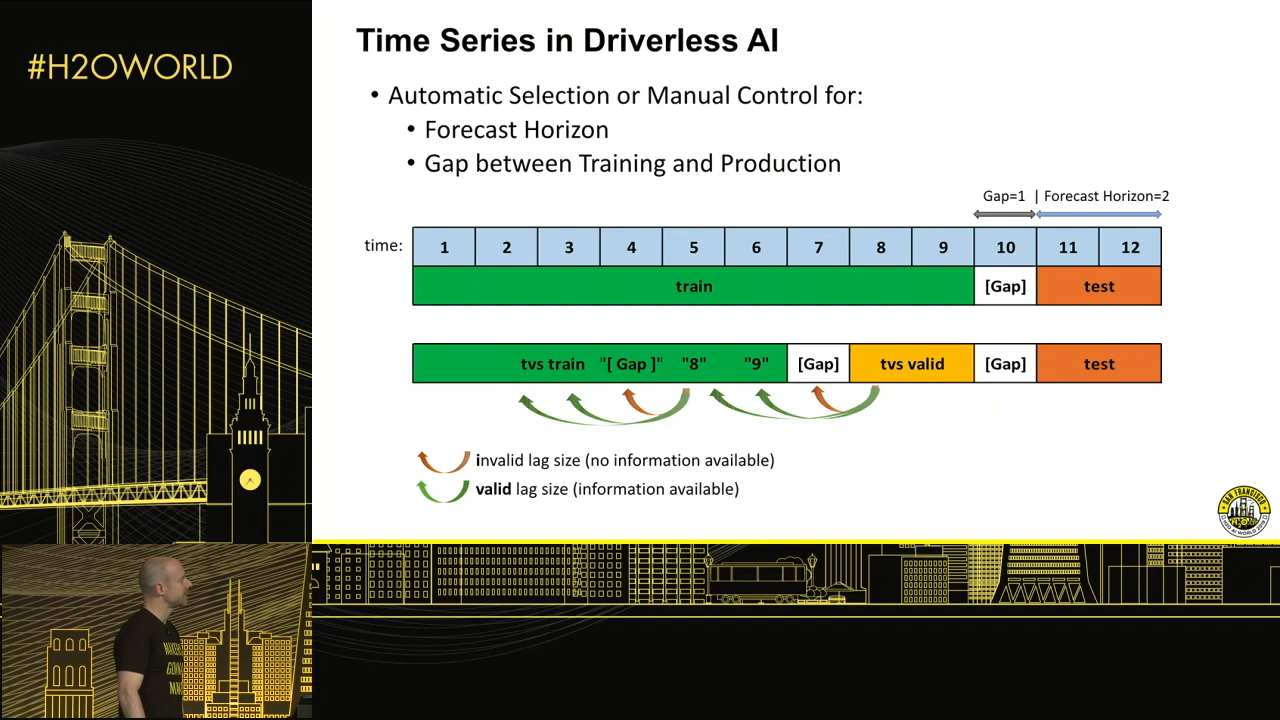 #H2OWORLD
Time Series in Driverless AI
• Automatic Selection or Manual Control for:
• Forecast Horizon
• Gap between Training and Production
Gap=1 | Forecast Horizon=2
time: 1 2 3 4 5 6 7 8 9 10 11 12
train [Gap] test
tvs train "[ Gap ]" "8" "9" [Gap] tvs valid [Gap] test
invalid lag size (no information available)
valid lag size (information available)
SAN FRANCISCO